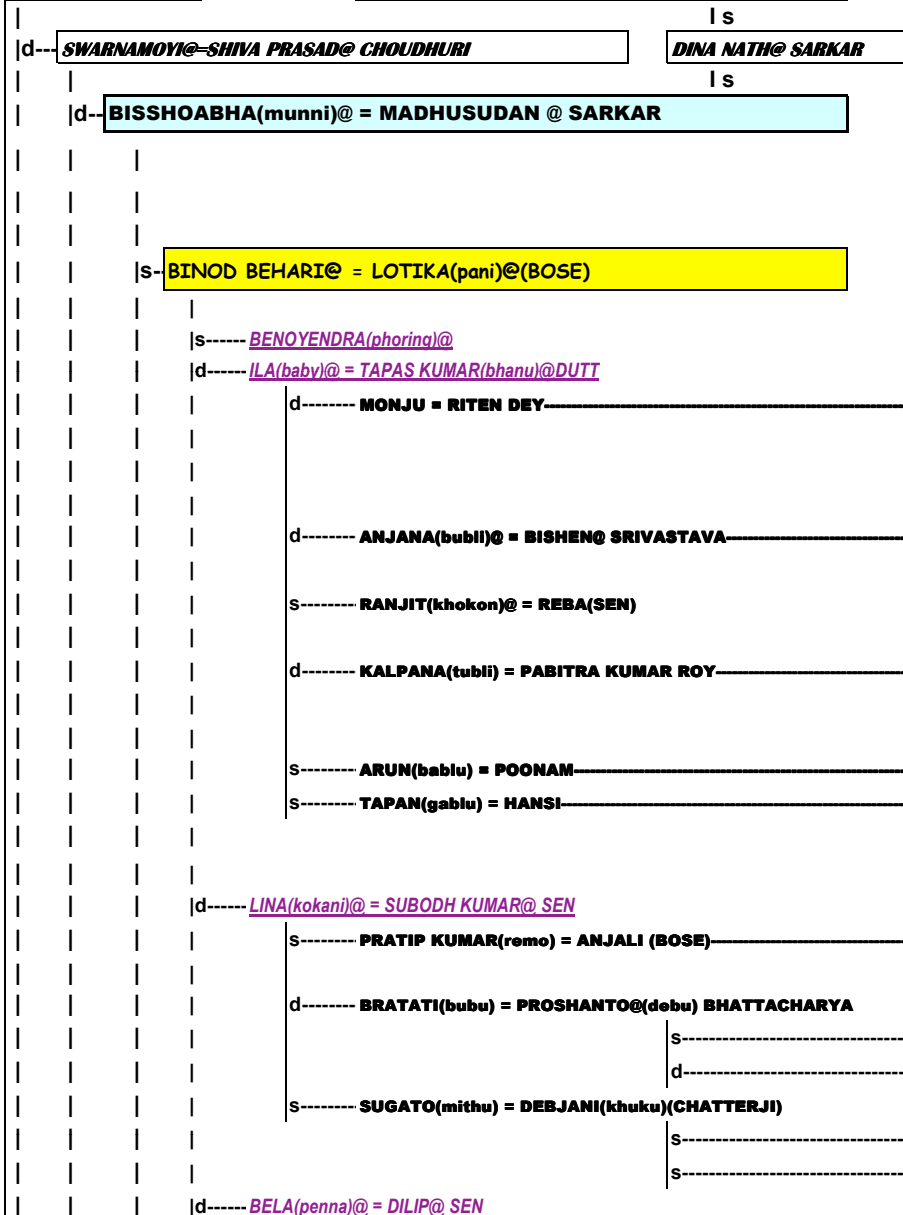 | I s
|d--- SWARNAMOYI@=SHIVA PRASAD@ CHOUDHURI DINA NATH@ SARKAR
| | I s
| |d-- BISSHOABHA(munni)@ = MADHUSUDAN @ SARKAR
| | |
| | |
| | |
| | |s- BINOD BEHARI@ = LOTIKA(pani)@(BOSE)
| | | |
| | | |s------ BENOYENDRA(phoring)@
| | | |d------ ILA(baby)@ = TAPAS KUMAR(bhanu)@DUTT
| | | | d-------- MONJU = RITEN DEY--------------------
| | | |
| | | |
| | | |
| | | | d-------- ANJANA(bubli)@ = BISHEN@ SRIVASTAVA--------------------
| | | |
| | | | s-------- RANJIT(khokon)@ = REBA(SEN)
| | | |
| | | | d-------- KALPANA(tubli) = PABITRA KUMAR ROY--------------------
| | | |
| | | |
| | | | s-------- ARUN(bablu) = POONAM--------------------
| | | | s-------- TAPAN(gablu) = HANSI--------------------
| | | |
| | | |
| | | |d------ LINA(kokani)@ = SUBODH KUMAR@ SEN
| | | | s-------- PRATIP KUMAR(remo) = ANJALI (BOSE)--------------------
| | | |
| | | | d-------- BRATATI(bubu) = PROSHANTO@(debu) BHATTACHARYA
| | | | s--------------------------------
| | | | d--------------------------------
| | | | s-------- SUGATO(mithu) = DEBJANI(khuku)(CHATTERJI)
| | | | s--------------------------------
| | | | s--------------------------------
| | | |d------ BELA(penna)@ = DILIP@ SEN